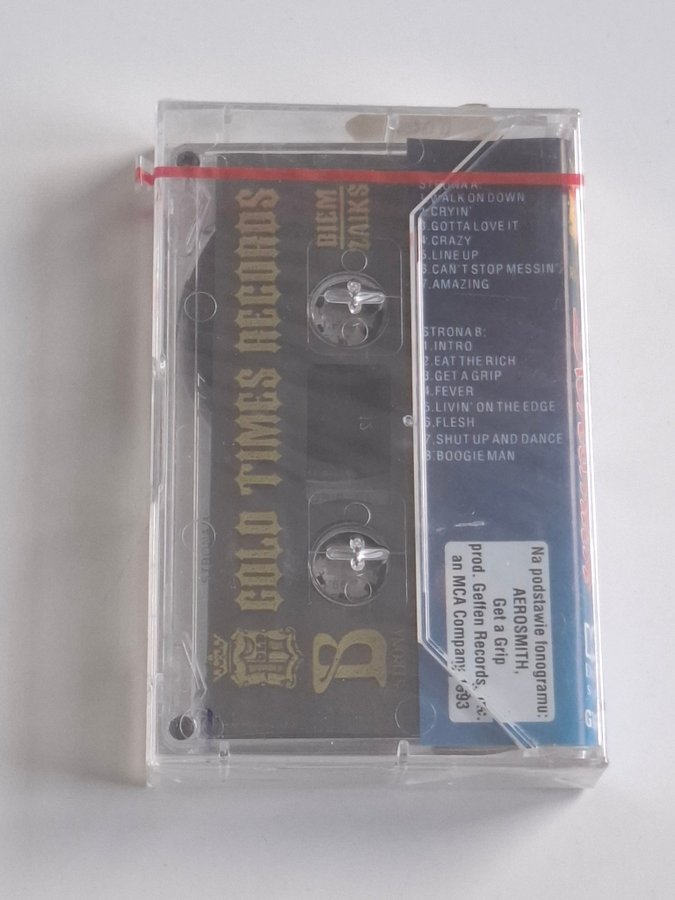 STRONA A:
1.WALK ON DOWN
2.CRYIN'
3.GOTTA LOVE IT
4.CRAZY
5.LINE UP
6.CAN'T STOP MESSIN'
7.AMAZING
STRONA B:
1.INTRO
2.EAT THE RICH
3.GET A GRIP
4.FEVER
5.LIVIN' ON THE EDGE
6.FLESH
7.SHUT UP AND DANCE
8.BOOGIE MAN
Na podstawie fonogramu:
AEROSMITH,
Get a Grip
prod. Geffen Records, Inc.
an MCA Company, 1993
GOLD TIMES RECORDS
BIEM
ZAIKS
B